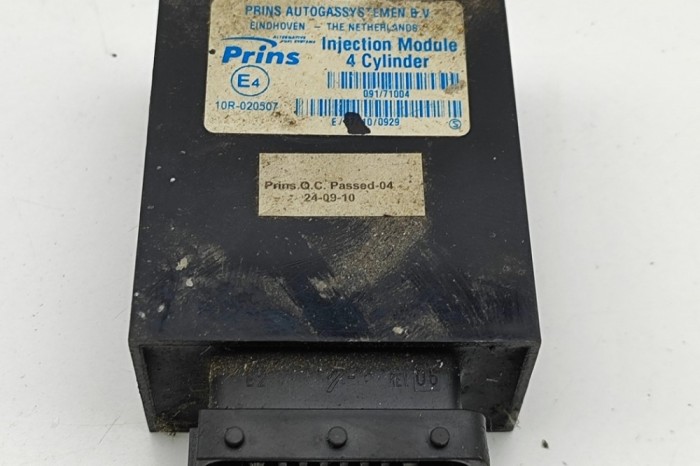 PRINS AUTOGASSYSTEMEN B.V.
EINDHOVEN - THE NETHERLANDS
Prins
Injection Module
4 Cylinder
E4
091/71004
10R-020507
Prins.Q.C. Passed-04
24-09-10